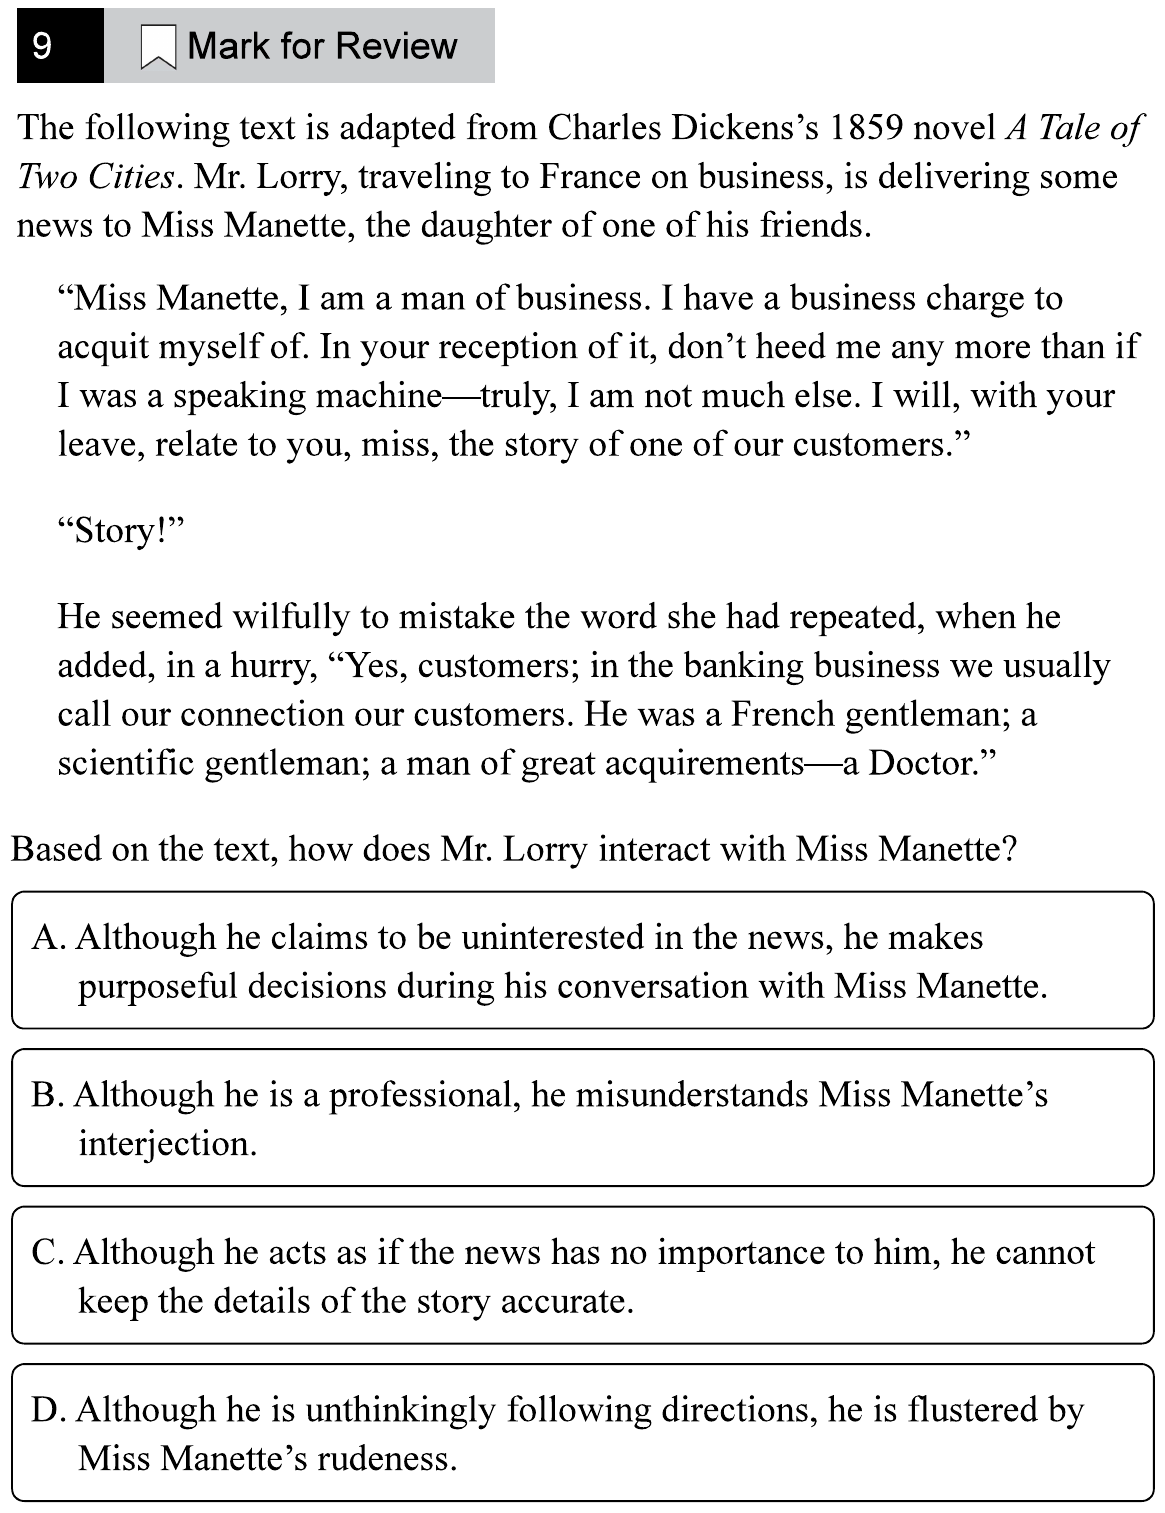 9 Mark for Review
The following text is adapted from Charles Dickens’s 1859 novel A Tale of
Two Cities. Mr. Lorry, traveling to France on business, is delivering some
news to Miss Manette, the daughter of one of his friends.
“Miss Manette, I am a man of business. I have a business charge to
acquit myself of. In your reception of it, don’t heed me any more than if
I was a speaking machine—truly, I am not much else. I will, with your
leave, relate to you, miss, the story of one of our customers.”
“Story!”
He seemed wilfully to mistake the word she had repeated, when he
added, in a hurry, “Yes, customers; in the banking business we usually
call our connection our customers. He was a French gentleman; a
scientific gentleman; a man of great acquirements—a Doctor.”
Based on the text, how does Mr. Lorry interact with Miss Manette?
A. Although he claims to be uninterested in the news, he makes
purposeful decisions during his conversation with Miss Manette.
B. Although he is a professional, he misunderstands Miss Manette’s
interjection.
C. Although he acts as if the news has no importance to him, he cannot
keep the details of the story accurate.
D. Although he is unthinkingly following directions, he is flustered by
Miss Manette’s rudeness.